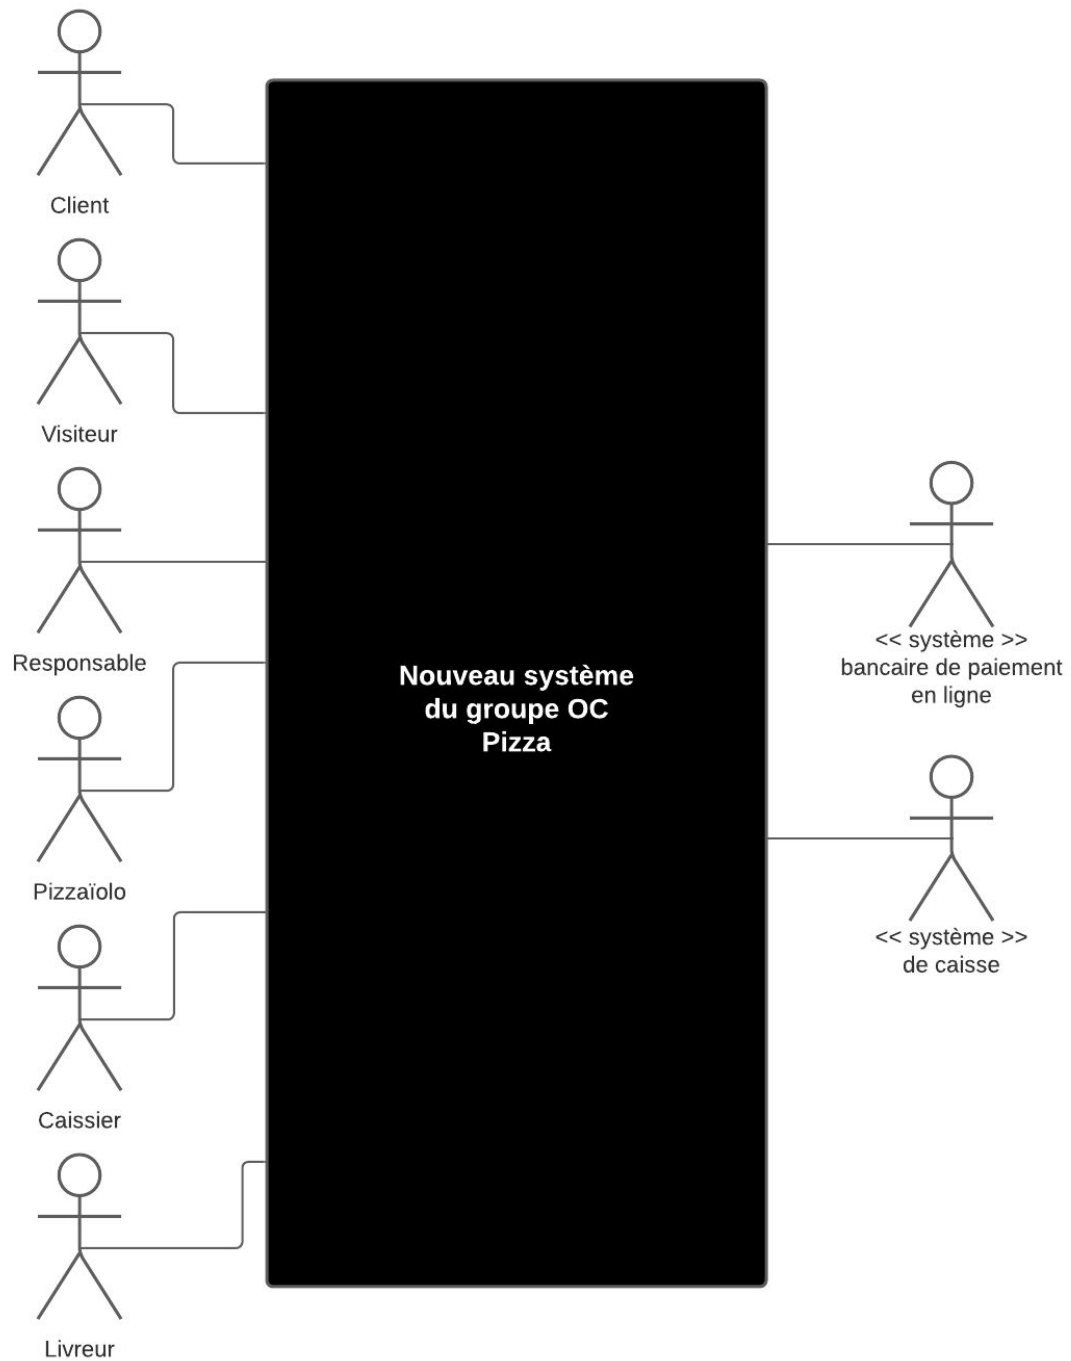 Client
Visiteur
Responsable
Pizzaïolo
Caissier
Livreur
Nouveau système
du groupe OC
Pizza
<< système >>
bancaire de paiement
en ligne
<< système >>
de caisse